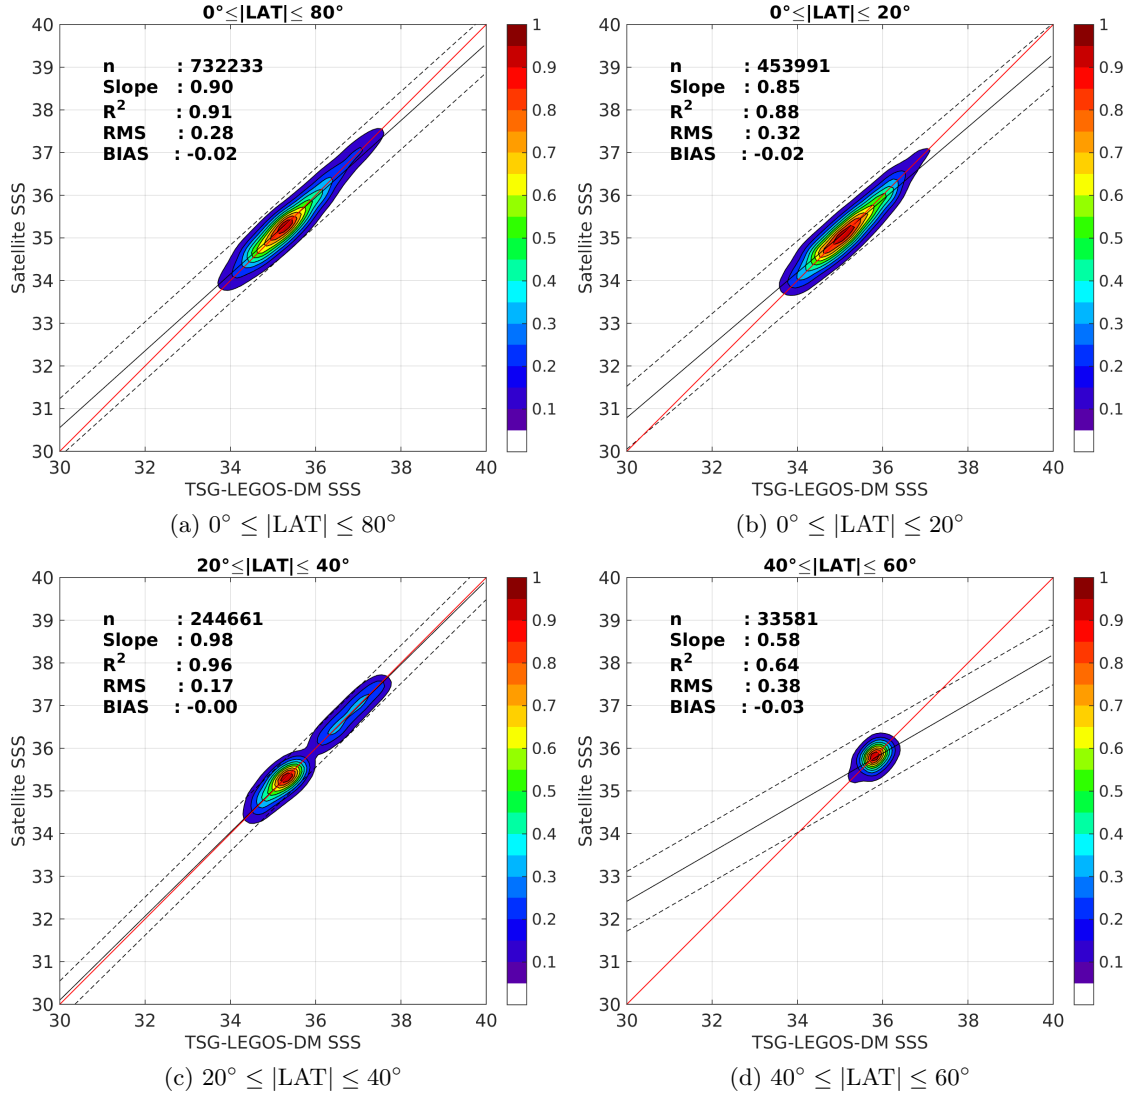 0°≤|LAT|≤ 80°
n : 732233
Slope : 0.90
R² : 0.91
RMS : 0.28
BIAS : -0.02
40
39
38
37
36
35
34
33
32
31
30
30 32 34 36 38 40
Satellite SSS
TSG-LEGOS-DM SSS
1
0.9
0.8
0.7
0.6
0.5
0.4
0.3
0.2
0.1
(a) 0° ≤ |LAT| ≤ 80°
0°≤|LAT|≤ 20°
n : 453991
Slope : 0.85
R² : 0.88
RMS : 0.32
BIAS : -0.02
40
39
38
37
36
35
34
33
32
31
30
30 32 34 36 38 40
Satellite SSS
TSG-LEGOS-DM SSS
1
0.9
0.8
0.7
0.6
0.5
0.4
0.3
0.2
0.1
(b) 0° ≤ |LAT| ≤ 20°
20°≤|LAT|≤ 40°
n : 244661
Slope : 0.98
R² : 0.96
RMS : 0.17
BIAS : -0.00
40
39
38
37
36
35
34
33
32
31
30
30 32 34 36 38 40
Satellite SSS
TSG-LEGOS-DM SSS
1
0.9
0.8
0.7
0.6
0.5
0.4
0.3
0.2
0.1
(c) 20° ≤ |LAT| ≤ 40°
40°≤|LAT|≤ 60°
n : 33581
Slope : 0.58
R² : 0.64
RMS : 0.38
BIAS : -0.03
40
39
38
37
36
35
34
33
32
31
30
30 32 34 36 38 40
Satellite SSS
TSG-LEGOS-DM SSS
1
0.9
0.8
0.7
0.6
0.5
0.4
0.3
0.2
0.1
(d) 40° ≤ |LAT| ≤ 60°